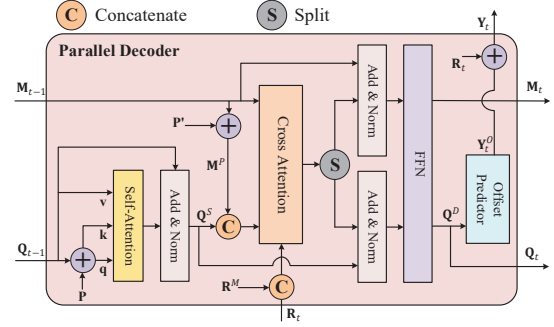 C Concatenate
S Split
Parallel Decoder
Y_t
R_t
+
M_{t-1}
M_t
P'
+
M^P
Y_t^O
Add & Norm
Cross Attention
S
FFN
Offset
Prediator
Self-Attention
Add & Norm
v
k
q
Q^S
C
Add & Norm
Q^D
Q_{t-1}
+
P
Q_t
R^M
C
R_t